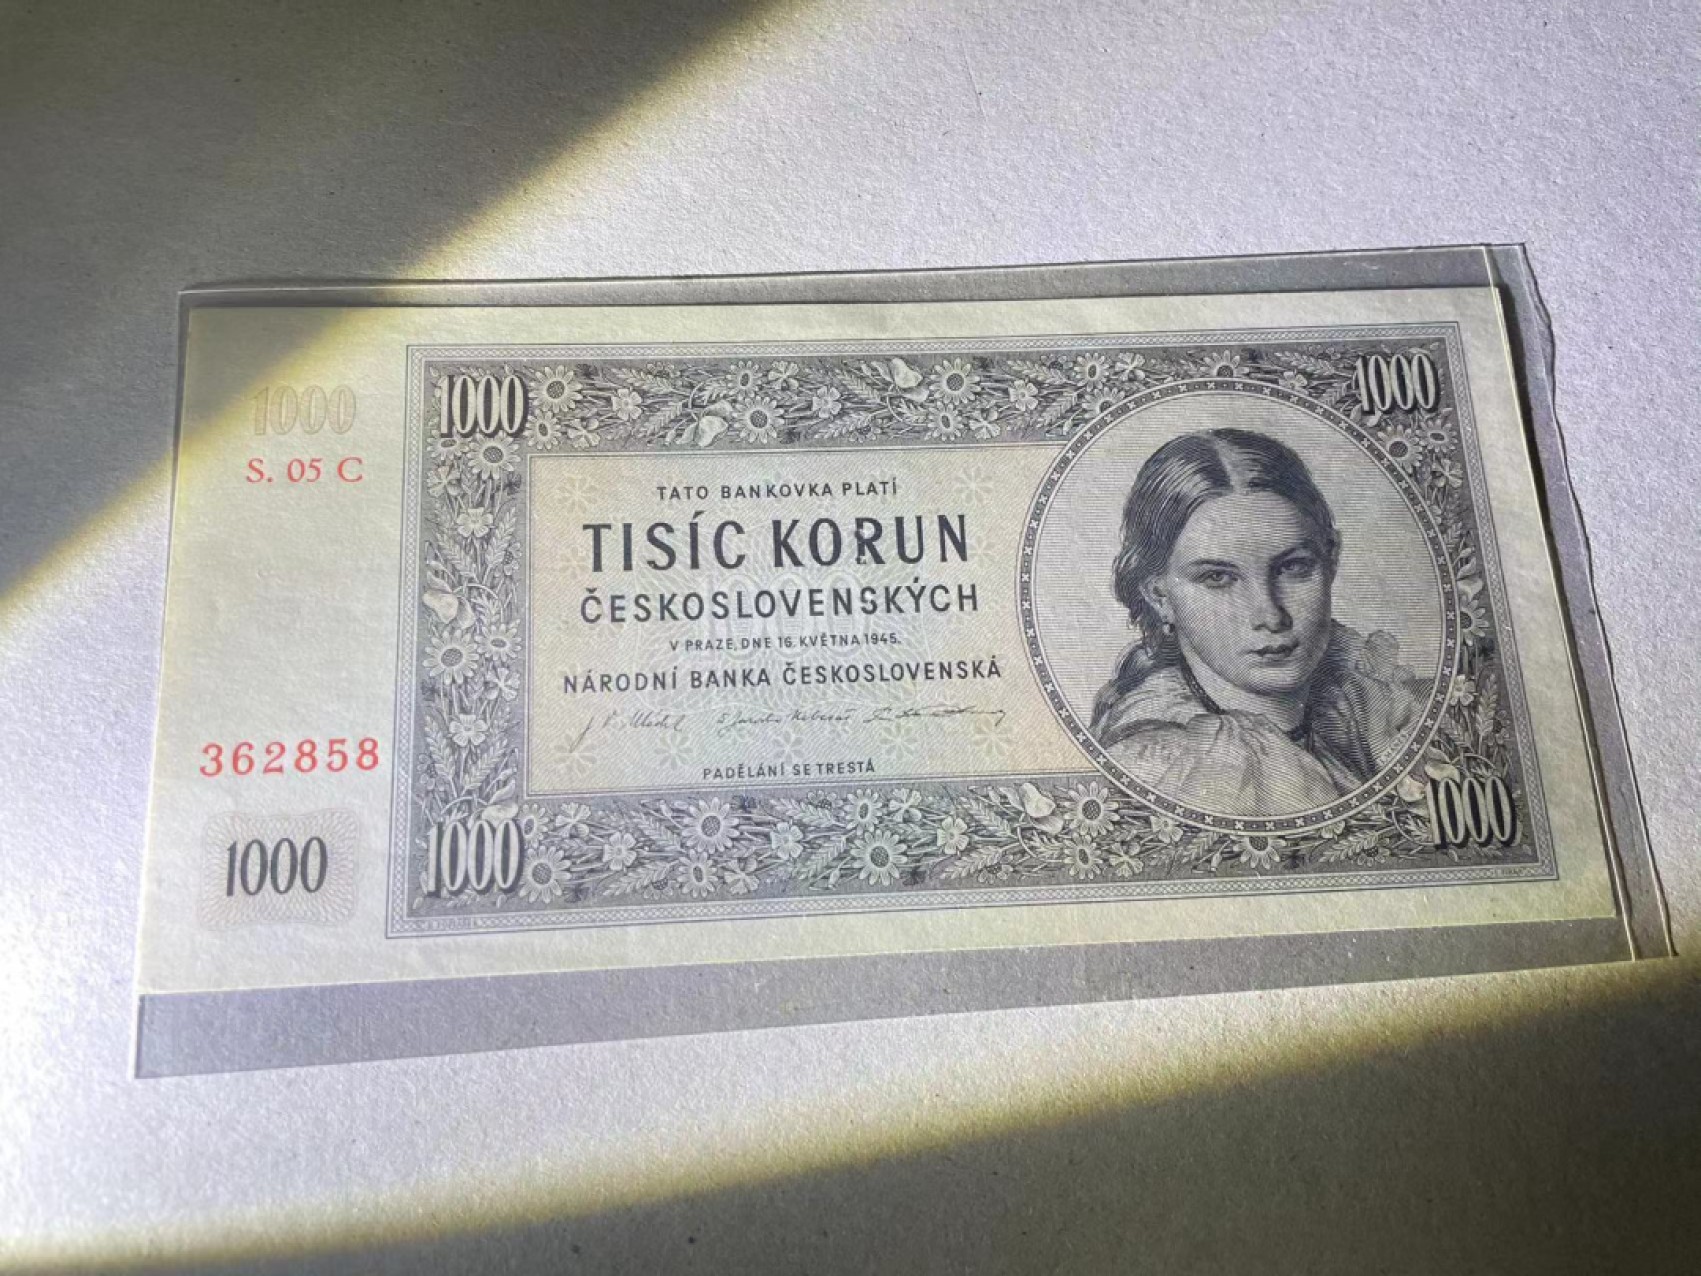 1000
1000
1000
S. 05 C
TATO BANKOVKA PLATÍ
TISÍC KORUN
ČESKOSLOVENSKÝCH
V PRAZE, DNE 16. KVĚTNA 1945.
NÁRODNÍ BANKA ČESKOSLOVENSKÁ
362858
PADĚLÁNÍ SE TRESTÁ
1000
1000
1000